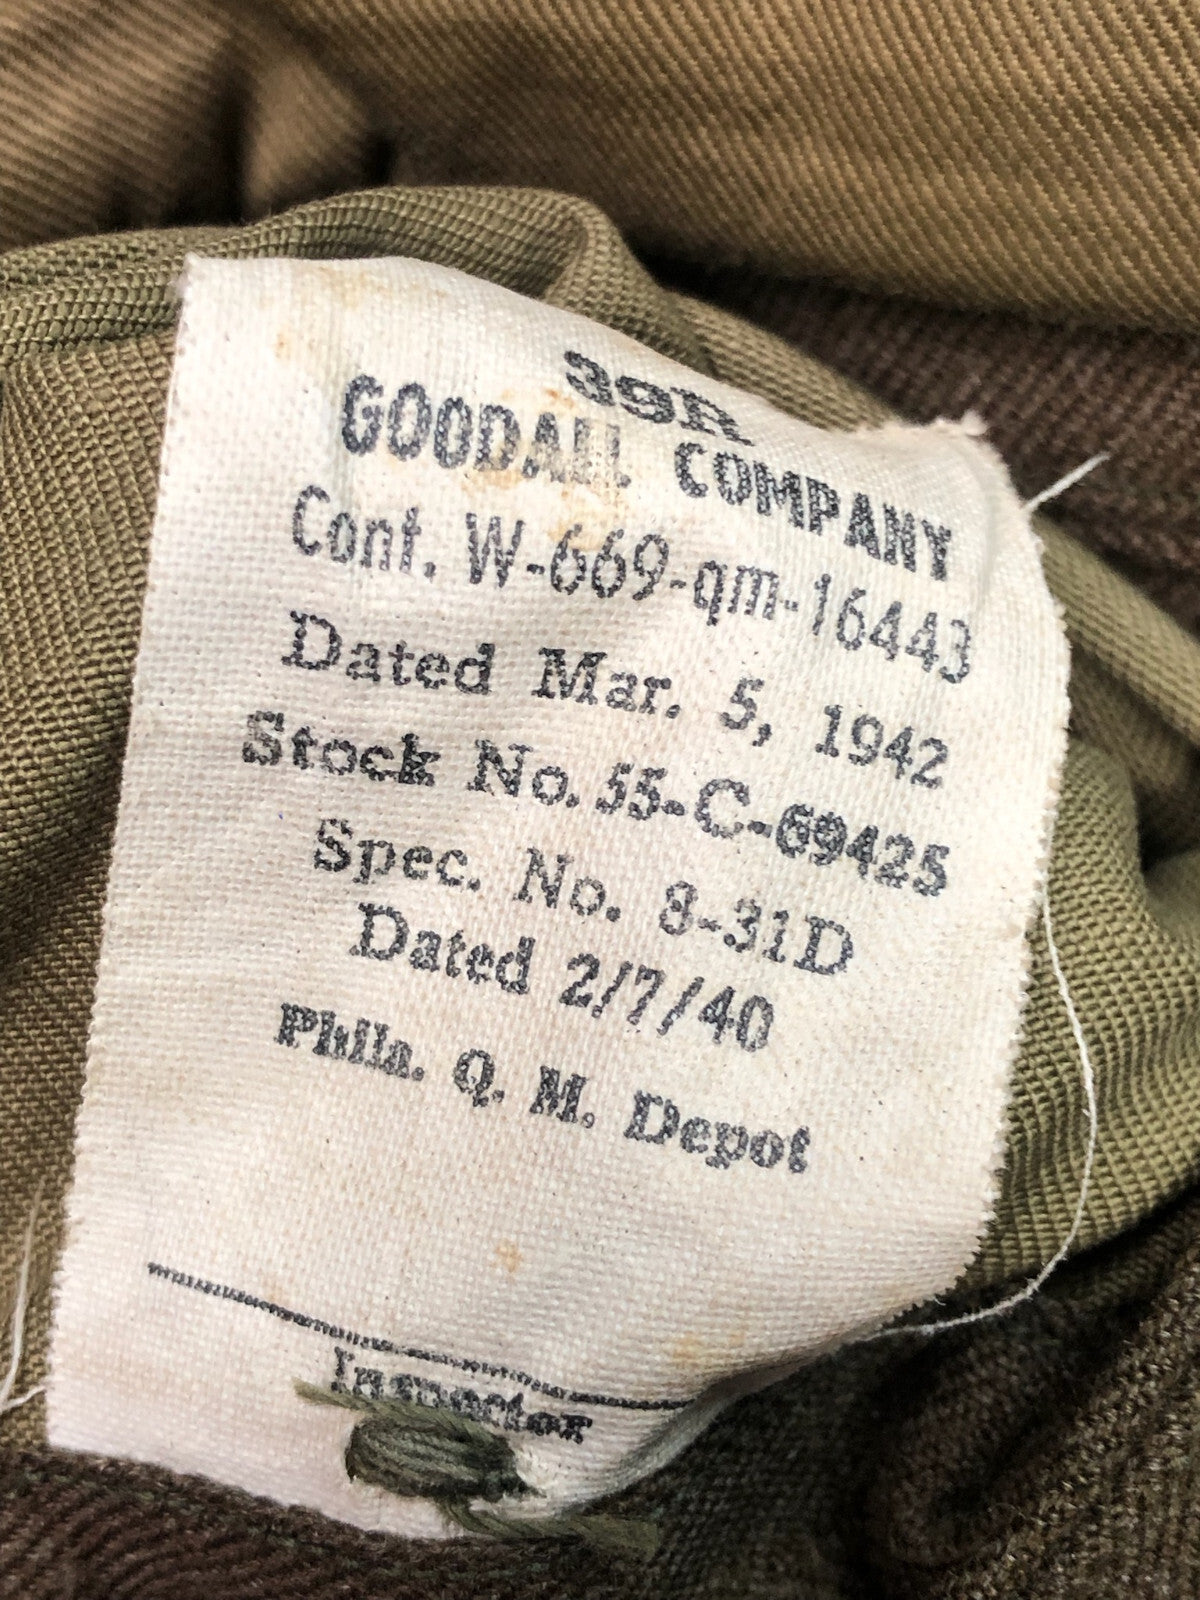 39R
GOODALL COMPANY
Cont. W-669-qm-16443
Dated Mar. 5, 1942
Stock No. 55-C-69425
Spec. No. 8-31D
Dated 2/7/40
Phila. Q. M. Depot
Inspector